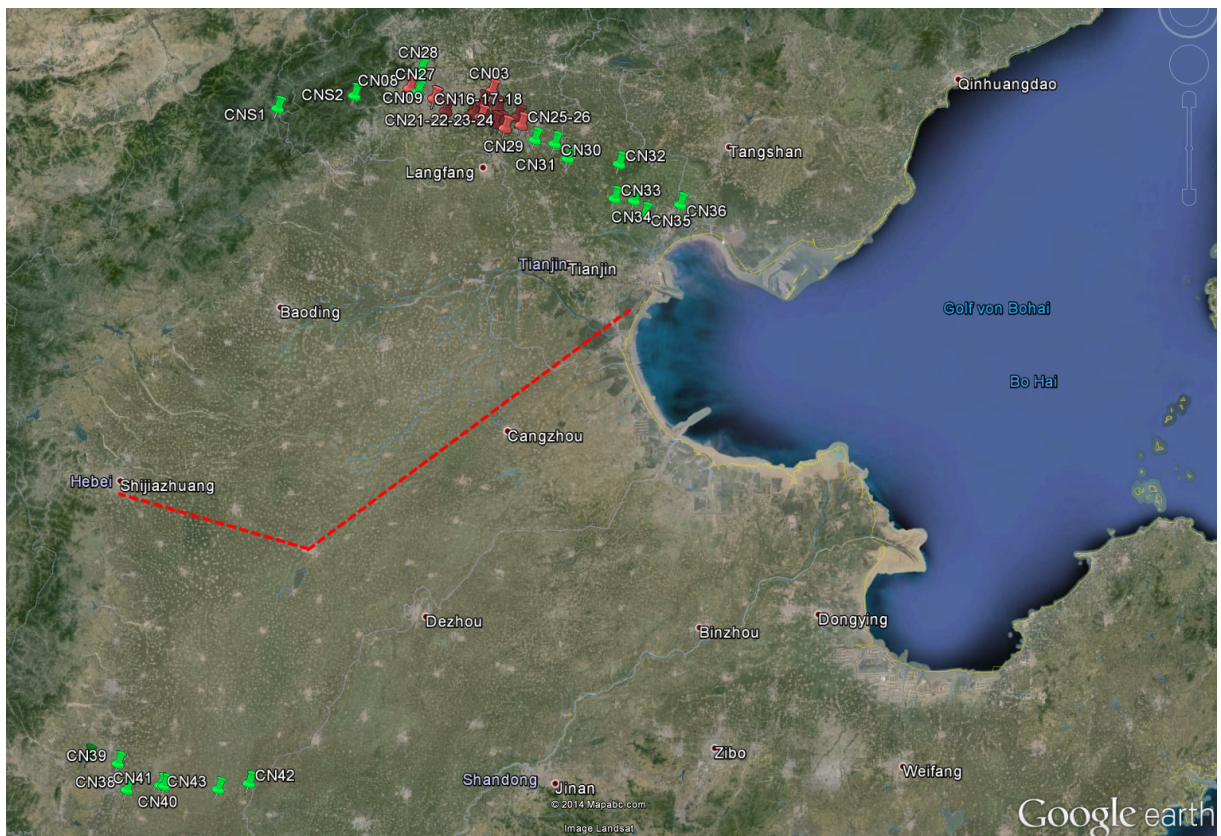 CN28
CN27
CN08
CN03
CNS2
CNS1
CN09
CN16-17-18
CN21-22-23-24
CN25-26
CN29
CN30
CN31
CN32
Qinhuangdao
Tangshan
Langfang
CN33
CN34
CN35
CN36
Tianjin
Tianjin
Baoding
Golf von Bohai
Bo Hai
Cangzhou
Hebei
Shijiazhuang
Dezhou
Binzhou
Dongying
CN39
CN38
CN41
CN43
CN42
CN40
Zibo
Weifang
Shandong
Jinan
© 2014 Mapabc.com
Image Landsat
Google earth